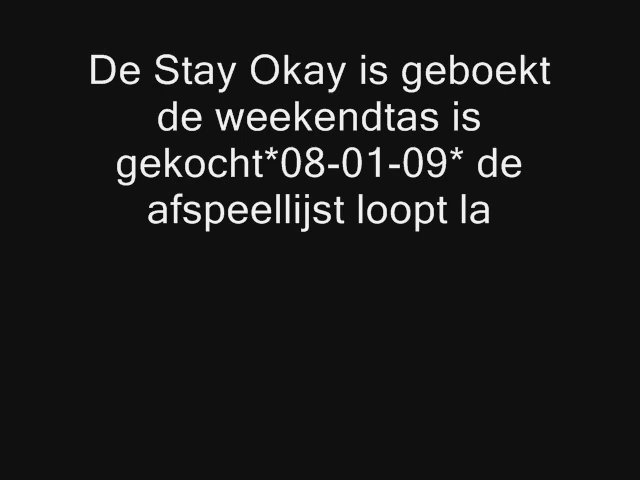 De Stay Okay is geboekt
de weekendtas is
gekocht*08-01-09* de
afspeellijst loopt la